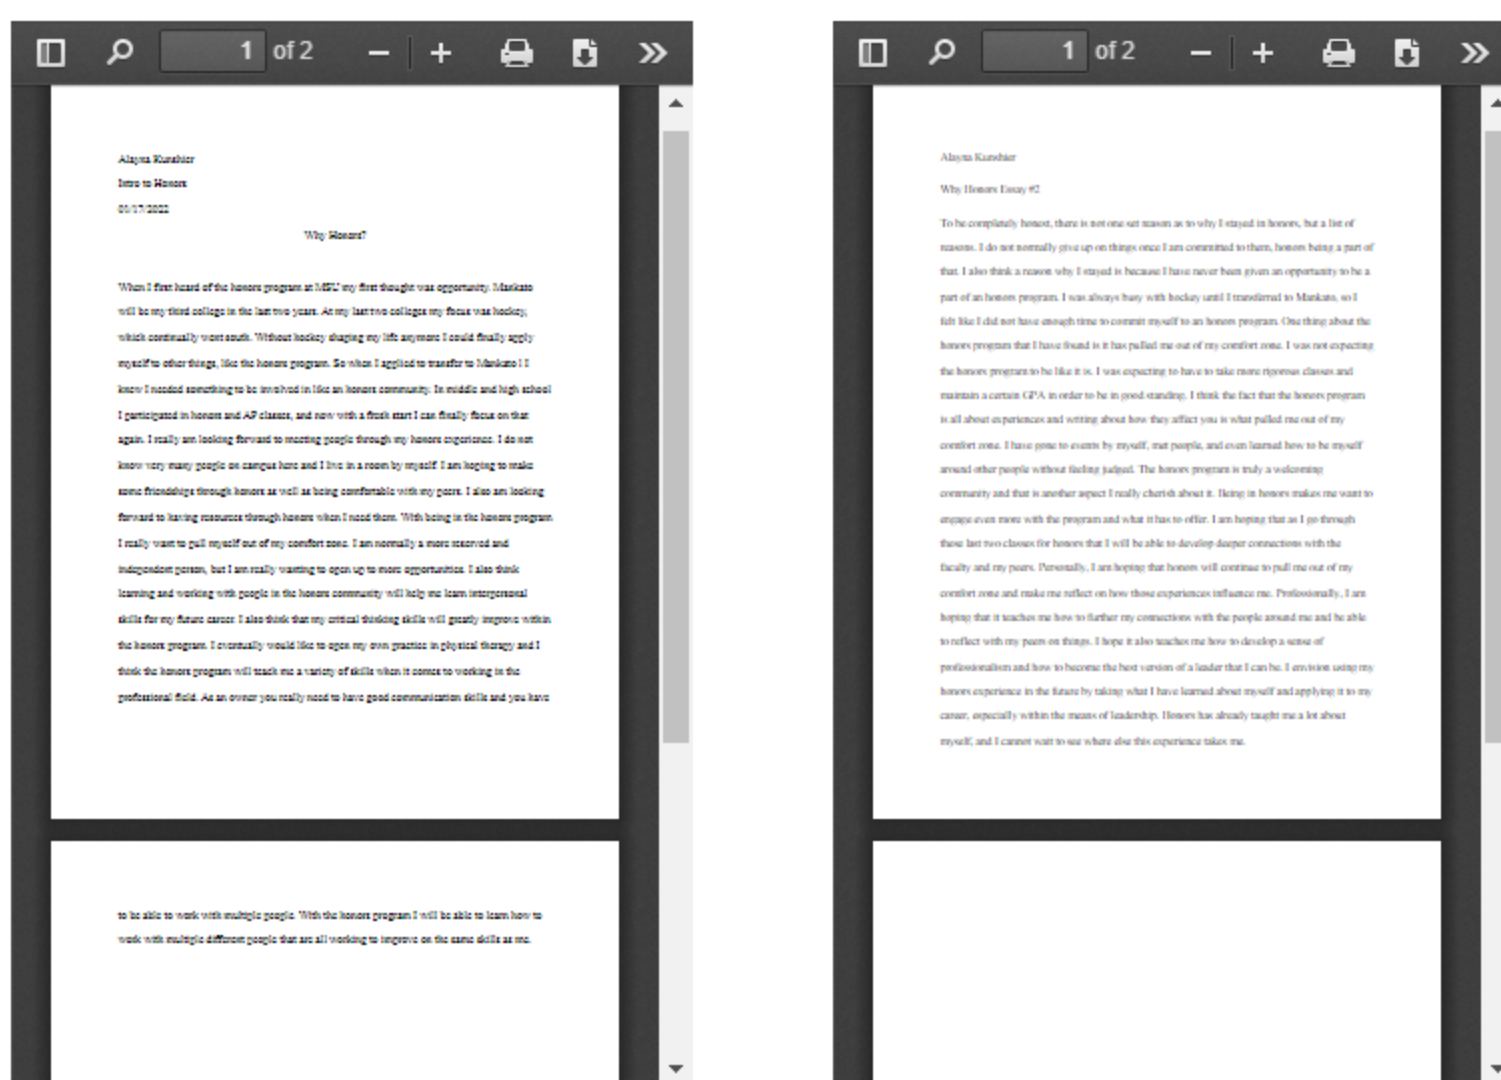 1 of 2
Alayna Kunshier
Intro to Honors
01/17/2022
Why Honors?
When I first heard of the honors program at MSU my first thought was opportunity. Mankato
will be my third college in the last two years. At my last two colleges my focus was hockey,
which continually went south. Without hockey shaping my life anymore I could finally apply
myself to other things, like the honors program. So when I applied to transfer to Mankato I I
knew I needed something to be involved in like an honors community. In middle and high school
I participated in honors and AP classes, and now with a fresh start I can finally focus on that
again. I really am looking forward to meeting people through my honors experience. I do not
know very many people on campus here and I live in a room by myself. I am hoping to make
some friendships through honors as well as being comfortable with my peers. I also am looking
forward to having resources through honors when I need them. With being in the honors program
I really want to pull myself out of my comfort zone. I am normally a more reserved and
independent person, but I am really wanting to open up to more opportunities. I also think
learning and working with people in the honors community will help me learn interpersonal
skills for my future career. I also think that my critical thinking skills will greatly improve within
the honors program. I eventually would like to open my own practice in physical therapy and I
think the honors program will teach me a variety of skills when it comes to working in the
professional field. As an owner you really need to have good communication skills and you have
to be able to work with multiple people. With the honors program I will be able to learn how to
work with multiple different people that are all working to improve on the same skills as me.
1 of 2
Alayna Kunshier
Why Honors Essay #2
To be completely honest, there is not one set reason as to why I stayed in honors, but a list of
reasons. I do not normally give up on things once I am committed to them, honors being a part of
that. I also think a reason why I stayed is because I have never been given an opportunity to be a
part of an honors program. I was always busy with hockey until I transferred to Mankato, so I
felt like I did not have enough time to commit myself to an honors program. One thing about the
honors program that I have found is it has pulled me out of my comfort zone. I was not expecting
the honors program to be like it is. I was expecting to have to take more rigorous classes and
maintain a certain GPA in order to be in good standing. I think the fact that the honors program
is all about experiences and writing about how they affect you is what pulled me out of my
comfort zone. I have gone to events by myself, met people, and even learned how to be myself
around other people without feeling judged. The honors program is truly a welcoming
community and that is another aspect I really cherish about it. Being in honors makes me want to
engage even more with the program and what it has to offer. I am hoping that as I go through
these last two classes for honors that I will be able to develop deeper connections with the
faculty and my peers. Personally, I am hoping that honors will continue to pull me out of my
comfort zone and make me reflect on how those experiences influence me. Professionally, I am
hoping that it teaches me how to further my connections with the people around me and be able
to reflect with my peers on things. I hope it also teaches me how to develop a sense of
professionalism and how to become the best version of a leader that I can be. I envision using my
honors experience in the future by taking what I have learned about myself and applying it to my
career, especially within the means of leadership. Honors has already taught me a lot about
myself, and I cannot wait to see where else this experience takes me.